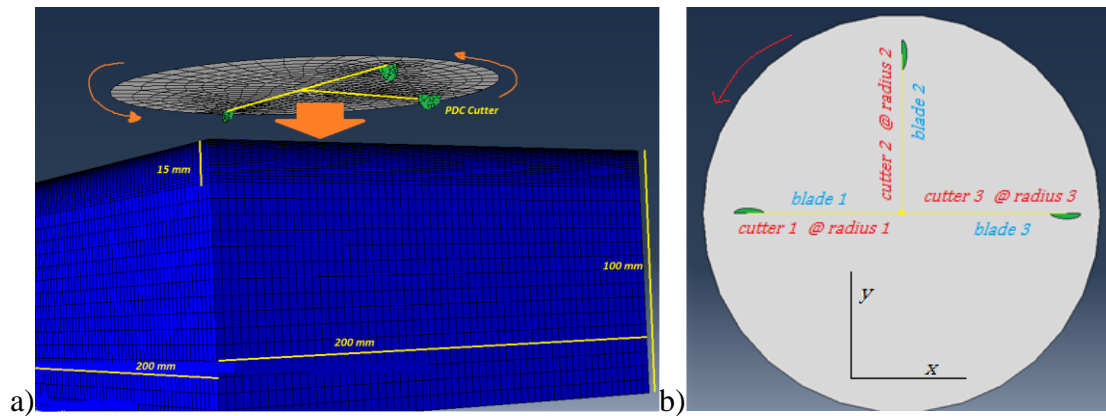 PDC Cutter
15 mm
100 mm
200 mm
200 mm
a)
cutter 2 @ radius 2
blade 2
blade 1
cutter 3 @ radius 3
cutter 1 @ radius 1
blade 3
y
x
b)